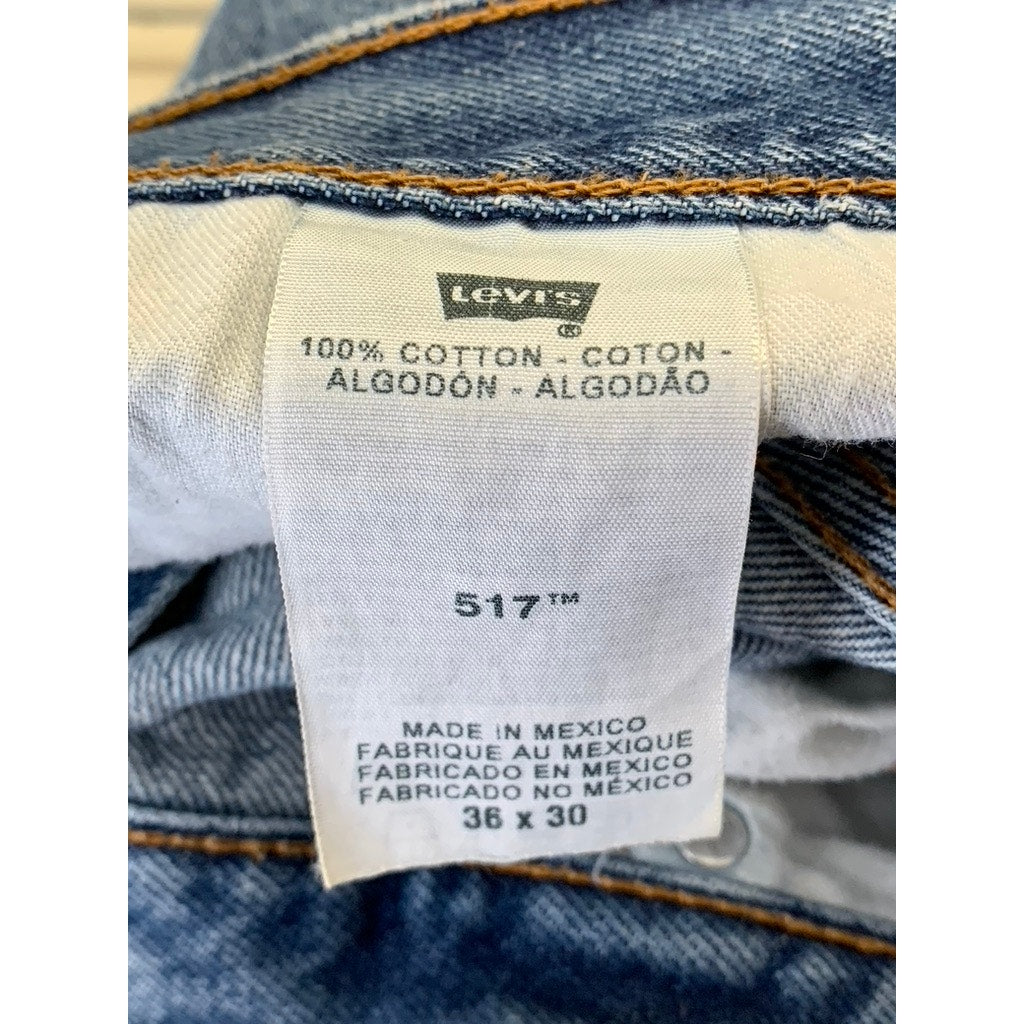 Levi's
®
100% COTTON - COTON -
ALGODÓN - ALGODÃO
517™
MADE IN MEXICO
FABRIQUE AU MEXIQUE
FABRICADO EN MEXICO
FABRICADO NO MÉXICO
36 x 30